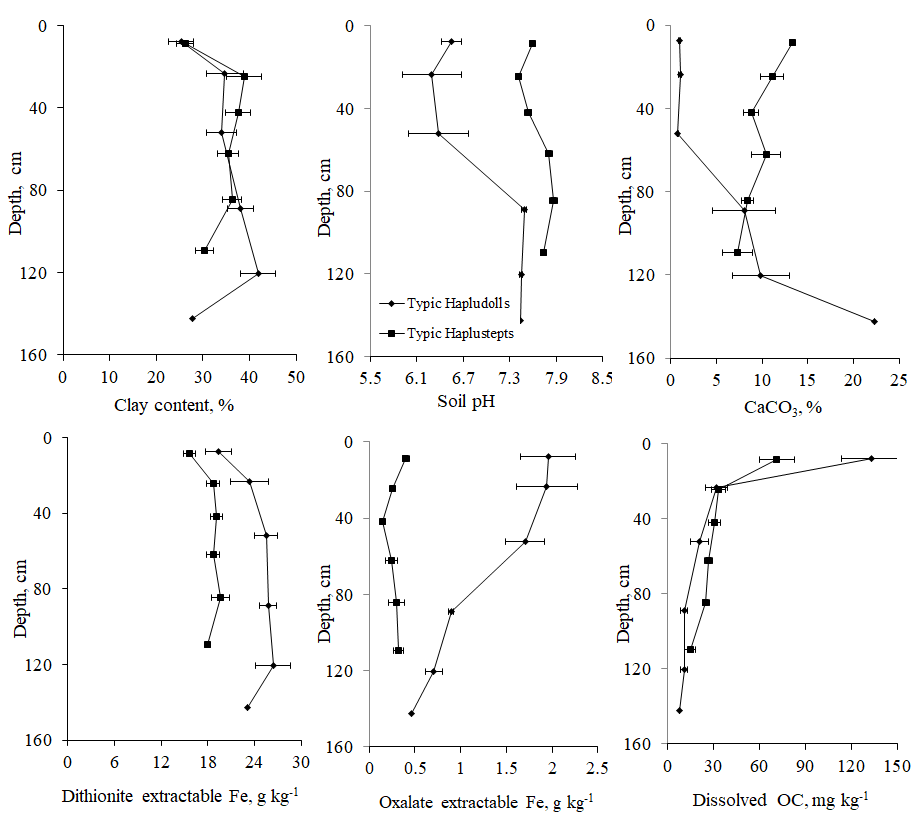 0
40
80
120
160
Depth, cm
0 10 20 30 40 50
Clay content, %
0
40
80
120
160
Depth, cm
Typic Hapludolls
Typic Haplustepts
5.5 6.1 6.7 7.3 7.9 8.5
Soil pH
0
40
80
120
160
Depth, cm
0 5 10 15 20 25
CaCO3, %
0
40
80
120
160
Depth, cm
0 6 12 18 24 30
Dithionite extractable Fe, g kg-1
0
40
80
120
160
Depth, cm
0 0.5 1 1.5 2 2.5
Oxalate extractable Fe, g kg-1
0
40
80
120
160
Depth, cm
0 30 60 90 120 150
Dissolved OC, mg kg-1